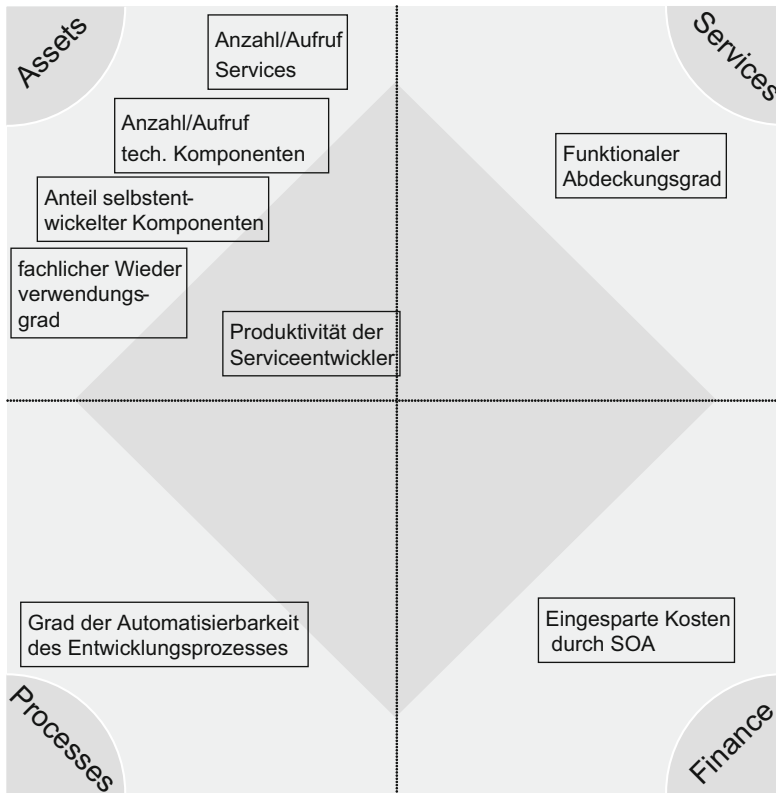 Assets
Anzahl/Aufruf
Services
Anzahl/Aufruf
tech. Komponenten
Anteil selbstent-
wickelter Komponenten
fachlicher Wieder
verwendungs-
grad
Produktivität der
Serviceentwickler
Services
Funktionaler
Abdeckungsgrad
Grad der Automatisierbarkeit
des Entwicklungsprozesses
Processes
Eingesparte Kosten
durch SOA
Finance